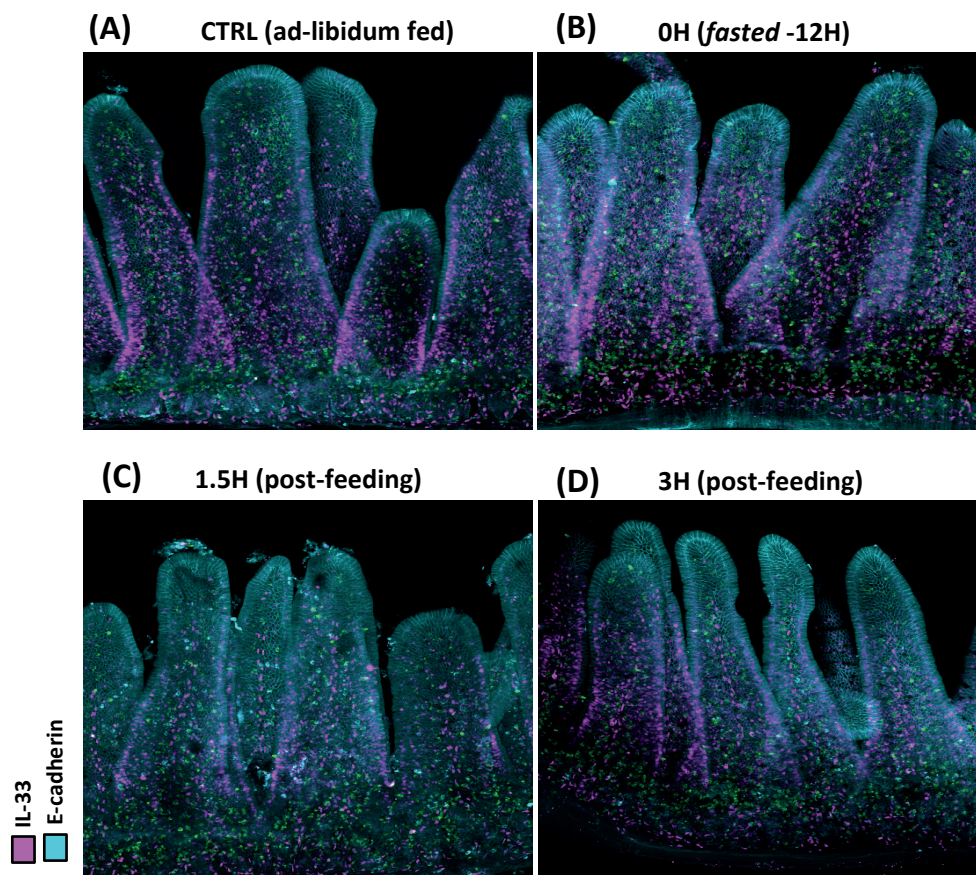 (A) CTRL (ad-libidum fed)
(B) 0H (fasted -12H)
(C) 1.5H (post-feeding)
(D) 3H (post-feeding)
IL-33
E-cadherin